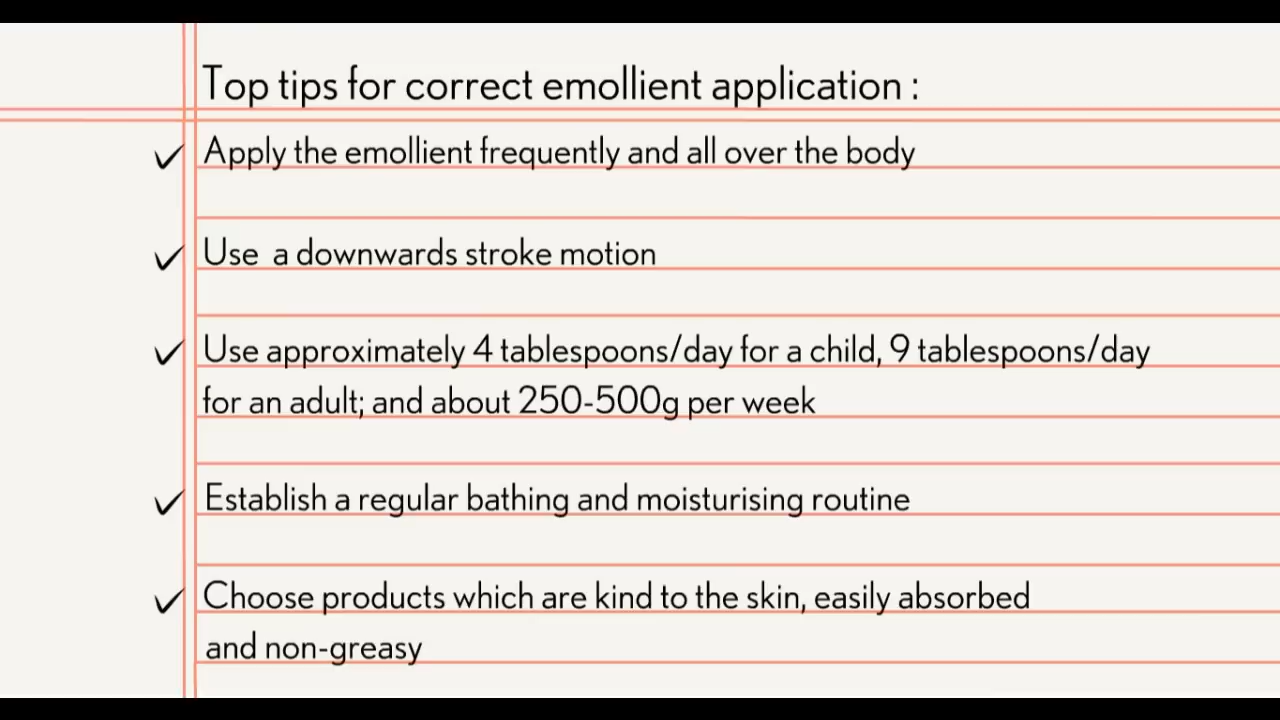 Top tips for correct emollient application :
Apply the emollient frequently and all over the body
Use a downwards stroke motion
Use approximately 4 tablespoons/day for a child, 9 tablespoons/day
for an adult; and about 250-500g per week
Establish a regular bathing and moisturising routine
Choose products which are kind to the skin, easily absorbed
and non-greasy